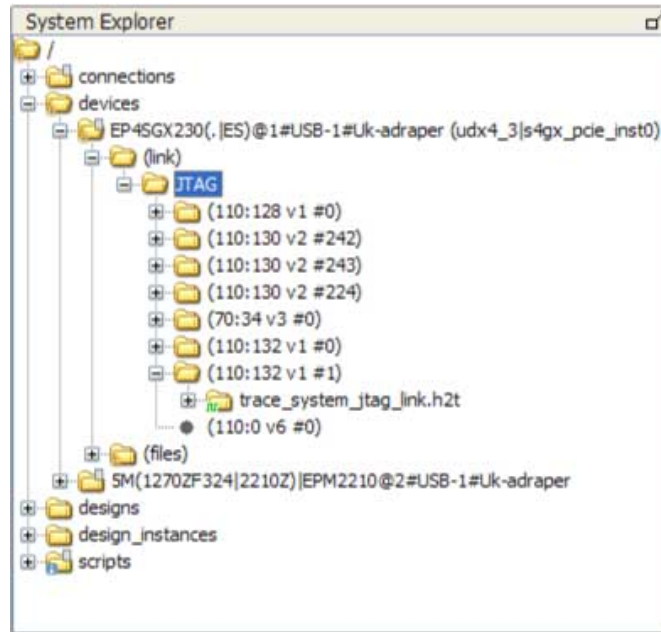 System Explorer
/
connections
devices
EP4SGX230(.|ES)@1#USB-1#Uk-adraper (udx4_3|s4gx_pcie_inst0)
(link)
JTAG
(110:128 v1 #0)
(110:130 v2 #242)
(110:130 v2 #243)
(110:130 v2 #224)
(70:34 v3 #0)
(110:132 v1 #0)
(110:132 v1 #1)
trace_system_jtag_link.h2t
(110:0 v6 #0)
(files)
5M(1270ZF324|2210Z)|EPM2210@2#USB-1#Uk-adraper
designs
design_instances
scripts